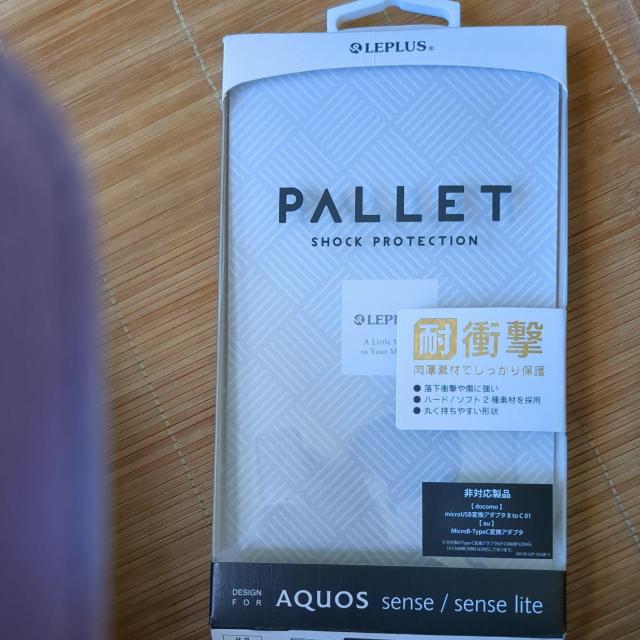 LEPLUS®
PALLET
SHOCK PROTECTION
LEPL
A Little M
to Your M
耐衝撃
肉厚素材でしっかり保護
● 落下衝撃や傷に強い
● ハード/ソフト2種素材を採用
● 丸く持ちやすい形状
非対応製品
【docomo】
microUSB変換アダプタ B to C 01
【au】
MicroB-TypeC変換アダプタ
DESIGN
FOR
AQUOS sense / sense lite